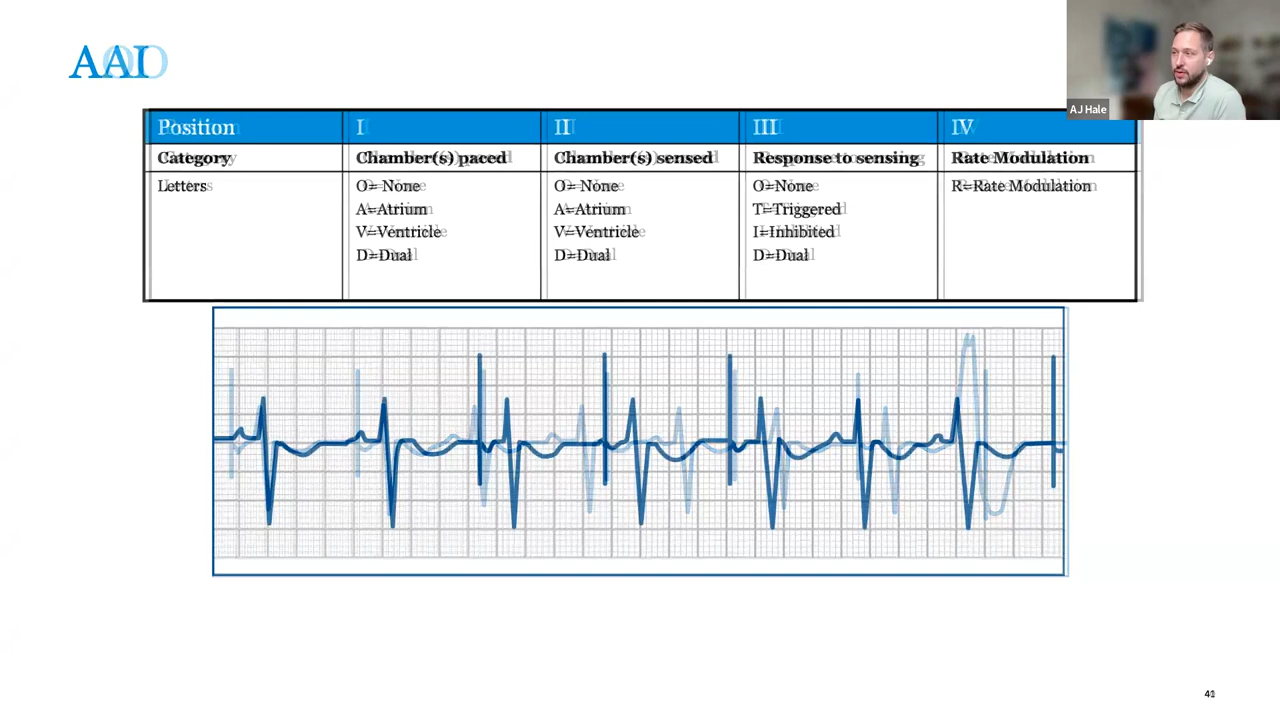 AAI
AJ Hale
Position I II III IV
Category Chamber(s) paced Chamber(s) sensed Response to sensing Rate Modulation
Letters O= None O= None O=None R=Rate Modulation
A=Atrium A=Atrium T=Triggered
V=Ventricle V=Ventricle I=Inhibited
D=Dual D=Dual D=Dual